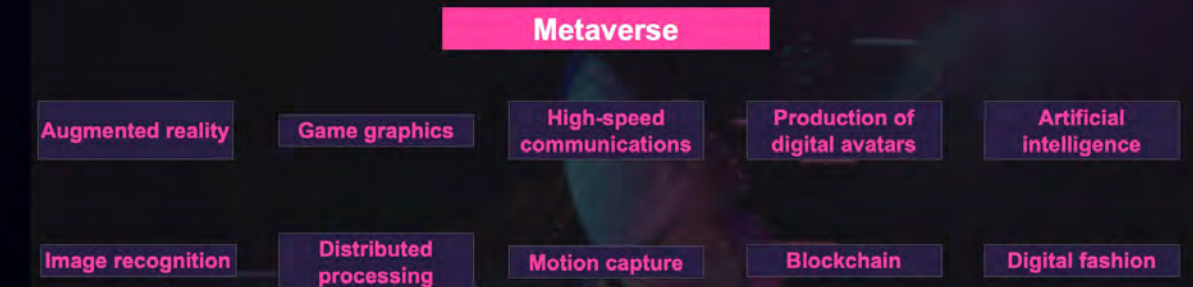 Metaverse
Augmented reality
Game graphics
High-speed
communications
Production of
digital avatars
Artificial
intelligence
Image recognition
Distributed
processing
Motion capture
Blockchain
Digital fashion